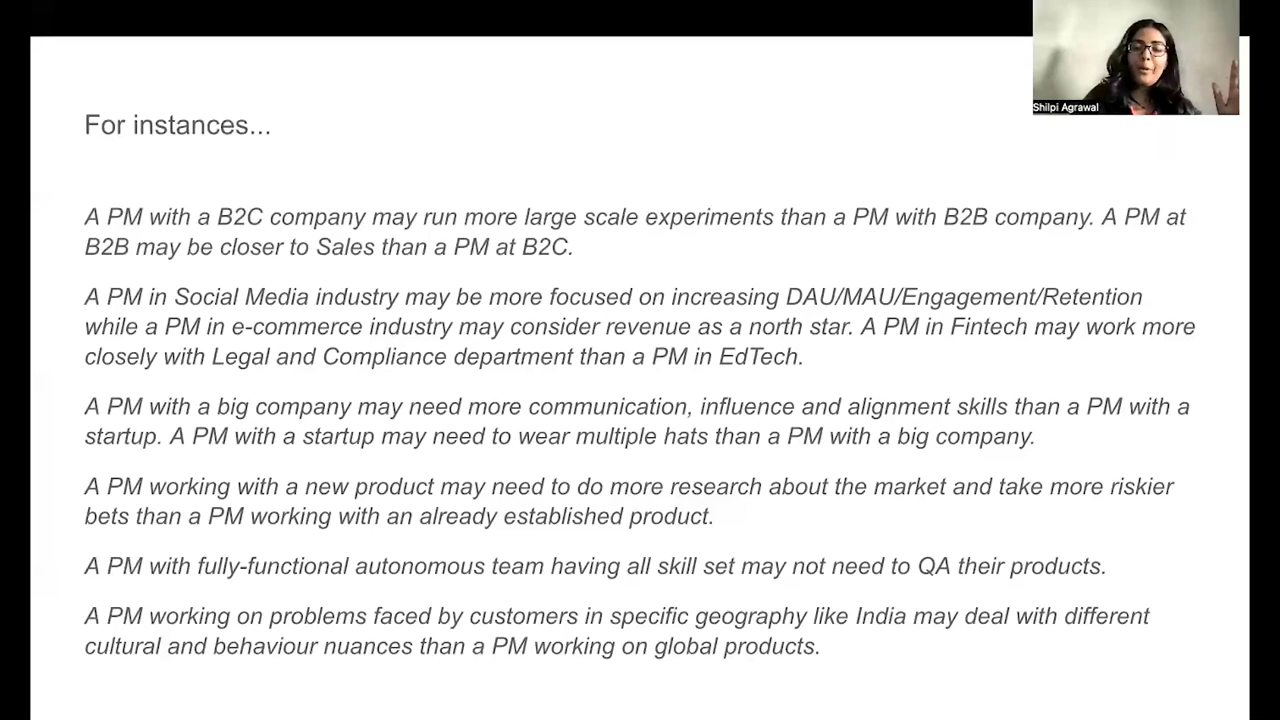 Shilpi Agrawal
For instances...
A PM with a B2C company may run more large scale experiments than a PM with B2B company. A PM at
B2B may be closer to Sales than a PM at B2C.
A PM in Social Media industry may be more focused on increasing DAU/MAU/Engagement/Retention
while a PM in e-commerce industry may consider revenue as a north star. A PM in Fintech may work more
closely with Legal and Compliance department than a PM in EdTech.
A PM with a big company may need more communication, influence and alignment skills than a PM with a
startup. A PM with a startup may need to wear multiple hats than a PM with a big company.
A PM working with a new product may need to do more research about the market and take more riskier
bets than a PM working with an already established product.
A PM with fully-functional autonomous team having all skill set may not need to QA their products.
A PM working on problems faced by customers in specific geography like India may deal with different
cultural and behaviour nuances than a PM working on global products.